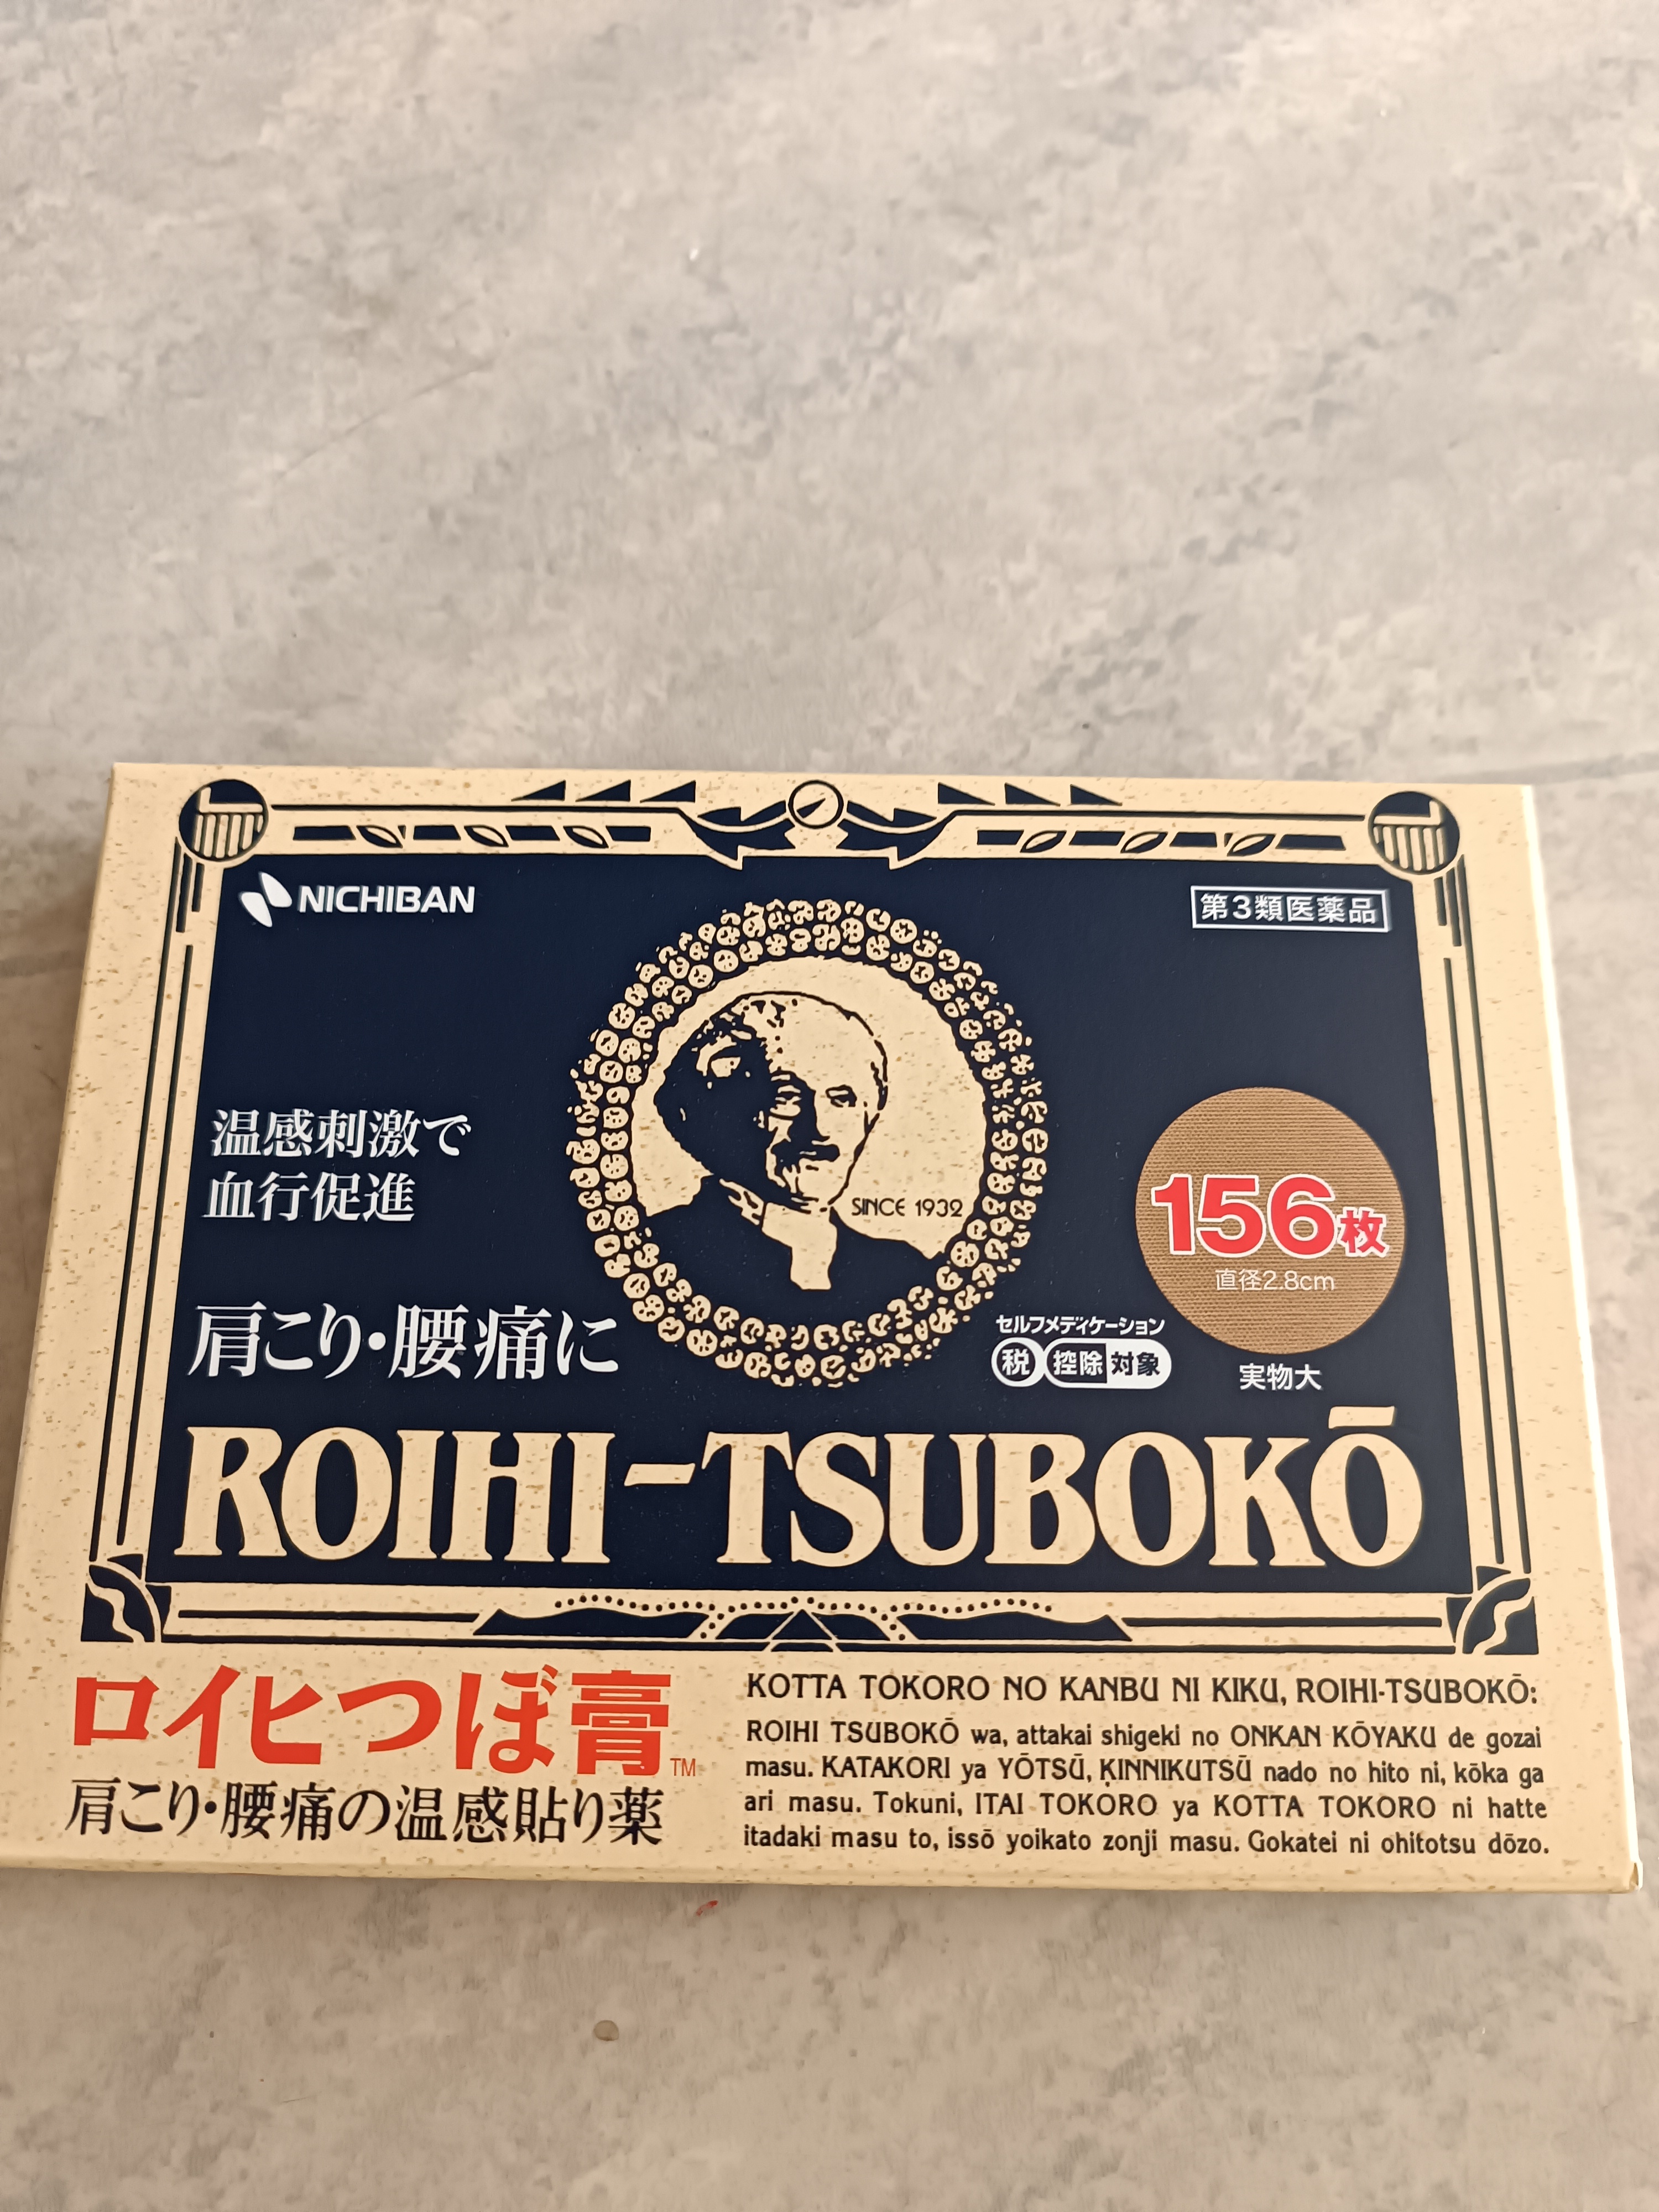 NICHIBAN
第3類医薬品
温感刺激で
血行促進
SINCE 1932
156枚
直径2.8cm
実物大
肩こり・腰痛に
セルフメディケーション
税 控除 対象
ROIHI-TSUBOKŌ
ロイヒつぼ膏™
肩こり・腰痛の温感貼り薬
KOTTA TOKORO NO KANBU NI KIKU, ROIHI-TSUBOKŌ:
ROIHI TSUBOKŌ wa, attakai shigeki no ONKAN KŌYAKU de gozai
masu. KATAKORI ya YŌTSŪ, KINNIKUTSŪ nado no hito ni, kōka ga
ari masu. Tokuni, ITAI TOKORO ya KOTTA TOKORO ni hatte
itadaki masu to, issō yoikato zonji masu. Gokatei ni ohitotsu dōzo.